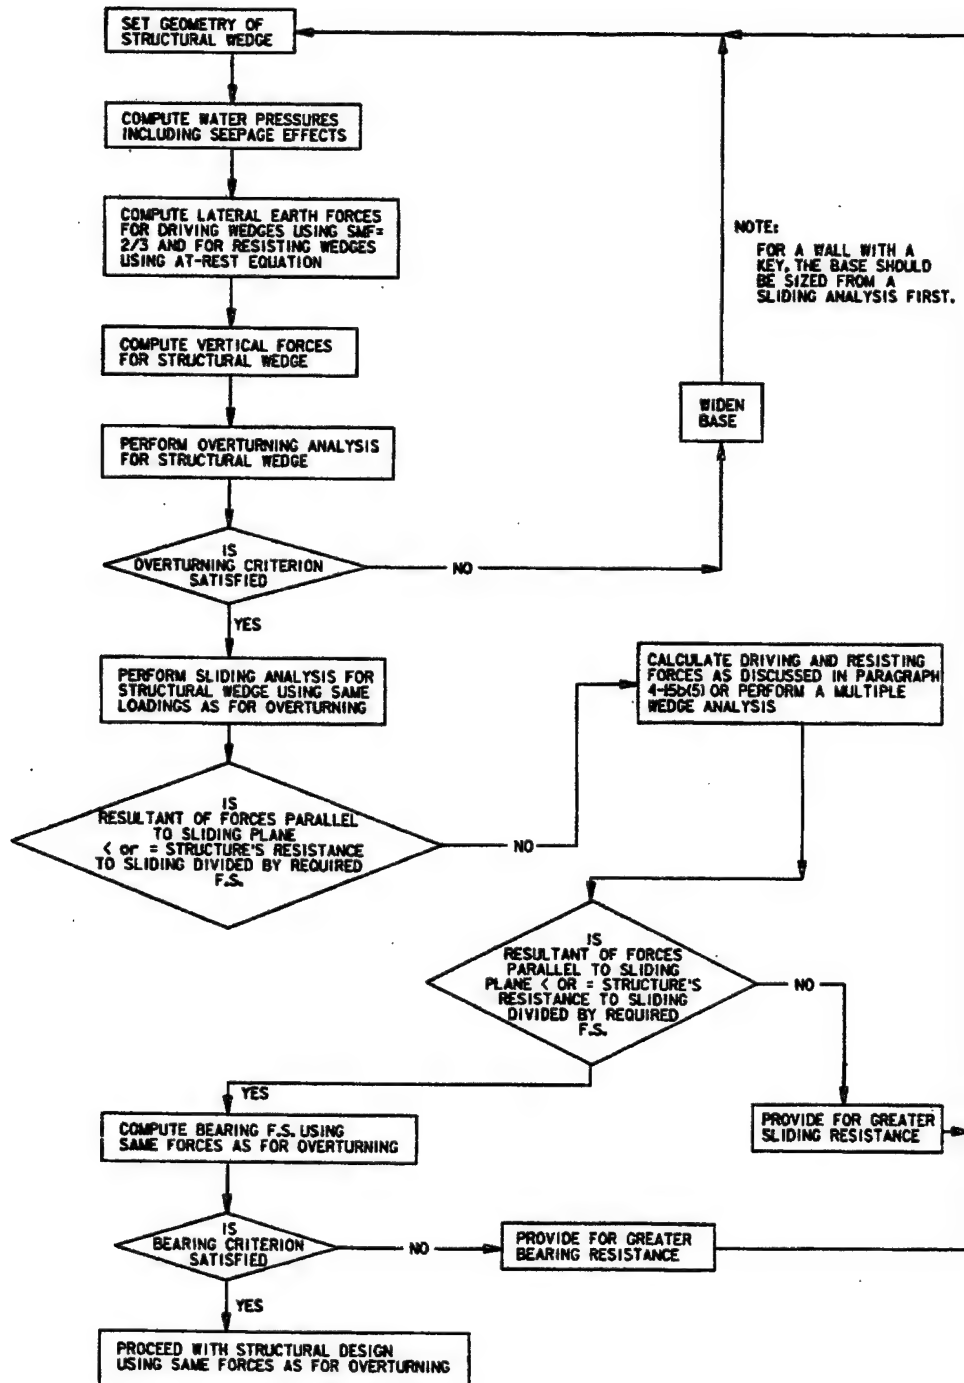 SET GEOMETRY OF
STRUCTURAL WEDGE
COMPUTE WATER PRESSURES
INCLUDING SEEPAGE EFFECTS
COMPUTE LATERAL EARTH FORCES
FOR DRIVING WEDGES USING SMF=
2/3 AND FOR RESISTING WEDGES
USING AT-REST EQUATION
NOTE:
FOR A WALL WITH A
KEY, THE BASE SHOULD
BE SIZED FROM A
SLIDING ANALYSIS FIRST.
COMPUTE VERTICAL FORCES
FOR STRUCTURAL WEDGE
WIDEN
BASE
PERFORM OVERTURNING ANALYSIS
FOR STRUCTURAL WEDGE
IS
OVERTURNING CRITERION
SATISFIED
NO
YES
PERFORM SLIDING ANALYSIS FOR
STRUCTURAL WEDGE USING SAME
LOADINGS AS FOR OVERTURNING
CALCULATE DRIVING AND RESISTING
FORCES AS DISCUSSED IN PARAGRAPH
4-15b(5) OR PERFORM A MULTIPLE
WEDGE ANALYSIS
IS
RESULTANT OF FORCES PARALLEL
TO SLIDING PLANE
< or = STRUCTURE'S RESISTANCE
TO SLIDING DIVIDED BY REQUIRED
F.S.
NO
IS
RESULTANT OF FORCES
PARALLEL TO SLIDING
PLANE < OR = STRUCTURE'S
RESISTANCE TO SLIDING
DIVIDED BY REQUIRED
F.S.
NO
YES
COMPUTE BEARING F.S. USING
SAME FORCES AS FOR OVERTURNING
PROVIDE FOR GREATER
SLIDING RESISTANCE
IS
BEARING CRITERION
SATISFIED
NO
PROVIDE FOR GREATER
BEARING RESISTANCE
YES
PROCEED WITH STRUCTURAL DESIGN
USING SAME FORCES AS FOR OVERTURNING